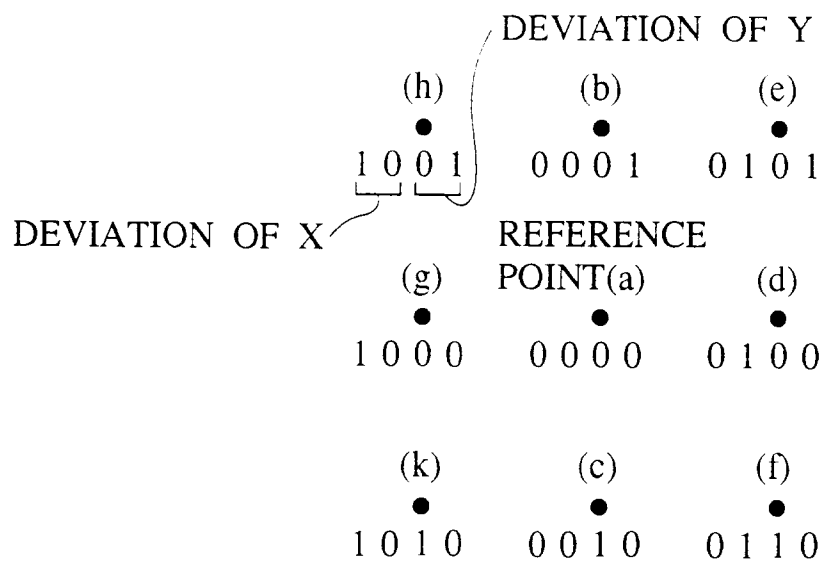 DEVIATION OF Y
(h) (b) (e)
1 0 0 1 0 0 0 1 0 1 0 1
DEVIATION OF X REFERENCE
(g) POINT(a) (d)
1 0 0 0 0 0 0 0 0 1 0 0
(k) (c) (f)
1 0 1 0 0 0 1 0 0 1 1 0